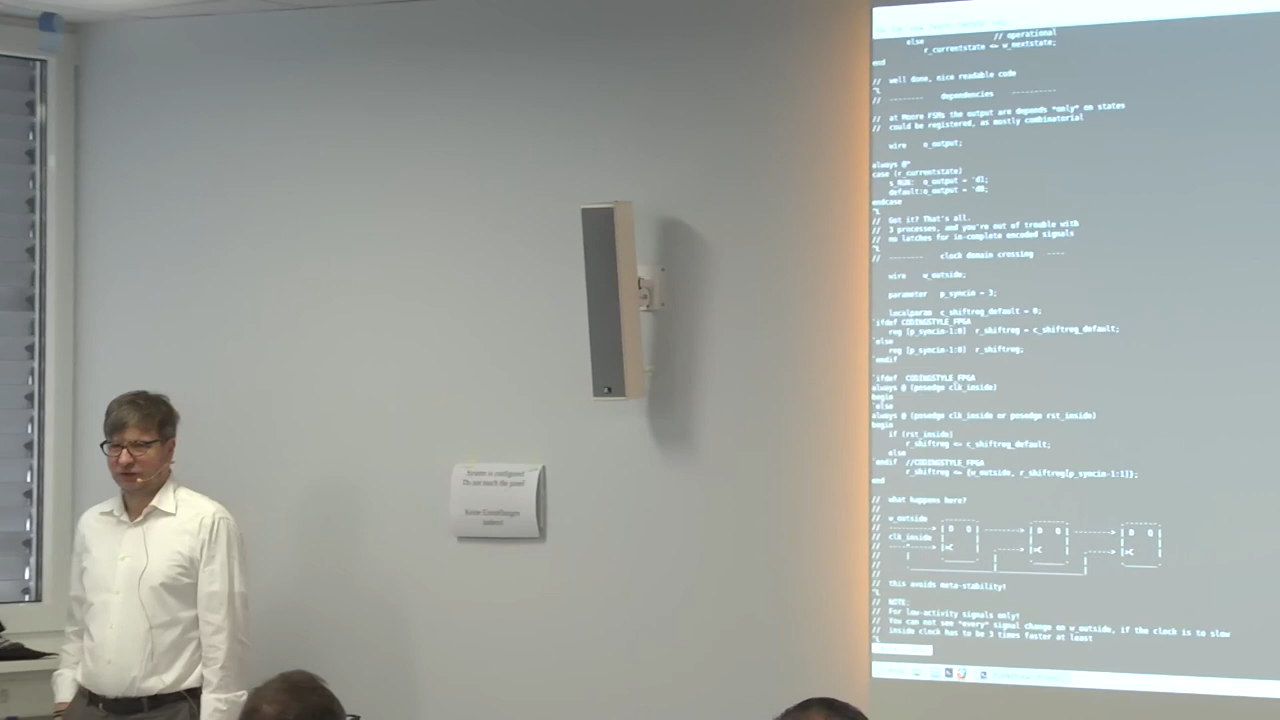 else // operational
r_currentstate <= w_nextstate;
end
// well done, nice readable code
^L
// -------- dependencies ----------
// at Moore FSMs the output are depends *only* on states
// could be registered, as mostly combinatorial
wire o_output;
always @*
case (r_currentstate)
s_RUN: o_output = 'd1;
default:o_output = 'd0;
endcase
^L
// Got it? That's all.
// 3 processes, and you're out of trouble with
// no latches for in-complete encoded signals
^L
// -------- clock domain crossing ----
wire w_outside;
parameter p_syncin = 3;
localparam c_shiftreg_default = 0;
`ifdef CODINGSTYLE_FPGA
reg [p_syncin-1:0] r_shiftreg = c_shiftreg_default;
`else
reg [p_syncin-1:0] r_shiftreg;
`endif
`ifdef CODINGSTYLE_FPGA
always @ (posedge clk_inside)
begin
`else
always @ (posedge clk_inside or posedge rst_inside)
begin
if (rst_inside)
r_shiftreg <= c_shiftreg_default;
else
`endif //CODINGSTYLE_FPGA
r_shiftreg <= {w_outside, r_shiftreg[p_syncin-1:1]};
end
// what happens here?
//
// w_outside
// D Q D Q D Q
// clk_inside
// >C >C >C
// this avoids meta-stability!
^L
// NOTE:
// For low-activity signals only!
// You can not see *every* signal change on w_outside, if the clock is to slow
// inside clock has to be 3 times faster at least
^L
Do not touch the panel!
Keine Einstellungen
ändern!